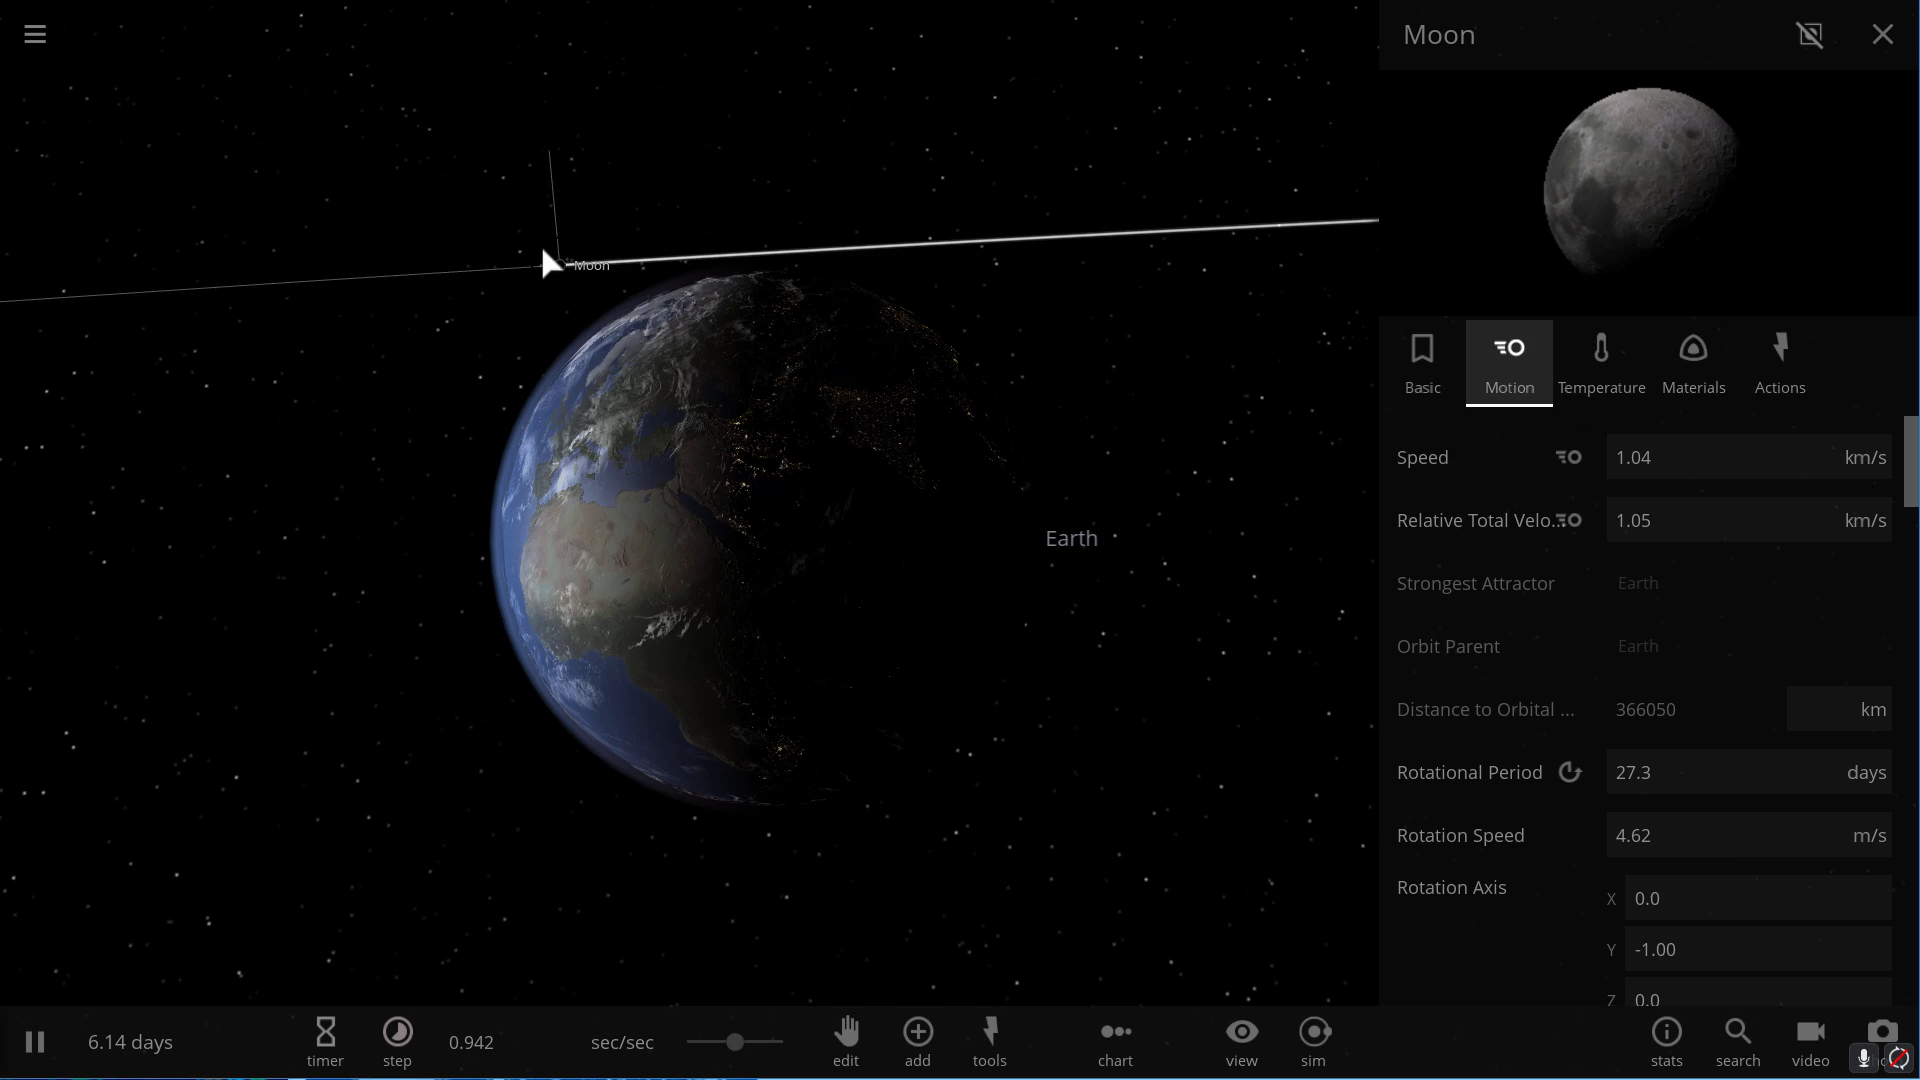 Moon
Moon
Earth
Basic
Motion
Temperature
Materials
Actions
Speed 1.04 km/s
Relative Total Velo... 1.05 km/s
Strongest Attractor Earth
Orbit Parent Earth
Distance to Orbital ... 366050 km
Rotational Period 27.3 days
Rotation Speed 4.62 m/s
Rotation Axis
X 0.0
Y -1.00
Z 0.0
6.14 days
timer
step
0.942 sec/sec
edit
add
tools
chart
view
sim
stats
search
video